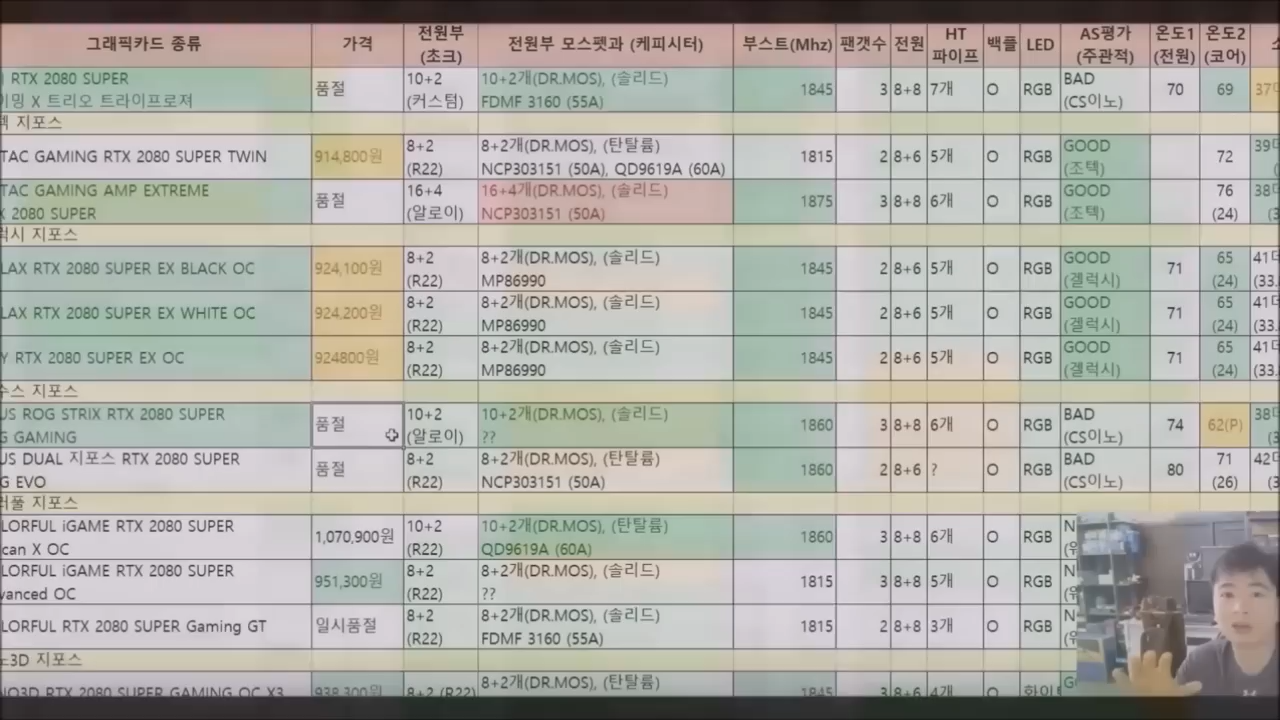 그래픽카드 종류 가격 전원부 (초크) 전원부 모스펫과 (케피시터) 부스트(Mhz) 팬갯수 전원 HT 파이프 백플 LED AS평가 (주관적) 온도1 (전원) 온도2 (코어)
RTX 2080 SUPER 품절 10+2 10+2개(DR.MOS), (솔리드) 1845 3 8+8 7개 O RGB BAD 70 69
X 트리오 트라이프로져 (커스텀) FDMF 3160 (55A) (CS이노)
지포스
TAC GAMING RTX 2080 SUPER TWIN 914,800원 8+2 8+2개(DR.MOS), (탄탈륨) 1815 2 8+6 5개 O RGB GOOD 72
(R22) NCP303151 (50A), QD9619A (60A) (조텍)
TAC GAMING AMP EXTREME 품절 16+4 16+4개(DR.MOS), (솔리드) 1875 3 8+8 6개 O RGB GOOD 76
2080 SUPER (알로이) NCP303151 (50A) (조텍) (24)
럭시 지포스
LAX RTX 2080 SUPER EX BLACK OC 924,100원 8+2 8+2개(DR.MOS), (솔리드) 1845 2 8+6 5개 O RGB GOOD 71 65
(R22) MP86990 (갤럭시) (24)
LAX RTX 2080 SUPER EX WHITE OC 924,200원 8+2 8+2개(DR.MOS), (솔리드) 1845 2 8+6 5개 O RGB GOOD 71 65
(R22) MP86990 (갤럭시) (24)
Y RTX 2080 SUPER EX OC 924800원 8+2 8+2개(DR.MOS), (솔리드) 1845 2 8+6 5개 O RGB GOOD 71 65
(R22) MP86990 (갤럭시) (24)
수스 지포스
US ROG STRIX RTX 2080 SUPER 품절 10+2 10+2개(DR.MOS), (솔리드) 1860 3 8+8 6개 O RGB BAD 74 62(P)
G GAMING (알로이) ?? (CS이노)
US DUAL 지포스 RTX 2080 SUPER 품절 8+2 8+2개(DR.MOS), (탄탈륨) 1860 2 8+6 ? O RGB BAD 80 71
G EVO (R22) NCP303151 (50A) (CS이노) (26)
러풀 지포스
LORFUL iGAME RTX 2080 SUPER 1,070,900원 10+2 10+2개(DR.MOS), (탄탈륨) 1860 3 8+8 6개 O RGB
can X OC (R22) QD9619A (60A)
LORFUL iGAME RTX 2080 SUPER 951,300원 8+2 8+2개(DR.MOS), (솔리드) 1815 3 8+8 5개 O RGB
vanced OC (R22) ??
LORFUL RTX 2080 SUPER Gaming GT 일시품절 8+2 8+2개(DR.MOS), (솔리드) 1815 2 8+8 3개 O RGB
(R22) FDMF 3160 (55A)
노3D 지포스
NO3D RTX 2080 SUPER GAMING OC X3 938,300원 8+2 (R22) 8+2개(DR.MOS), (탄탈륨) 1845 3 8+6 4개 O